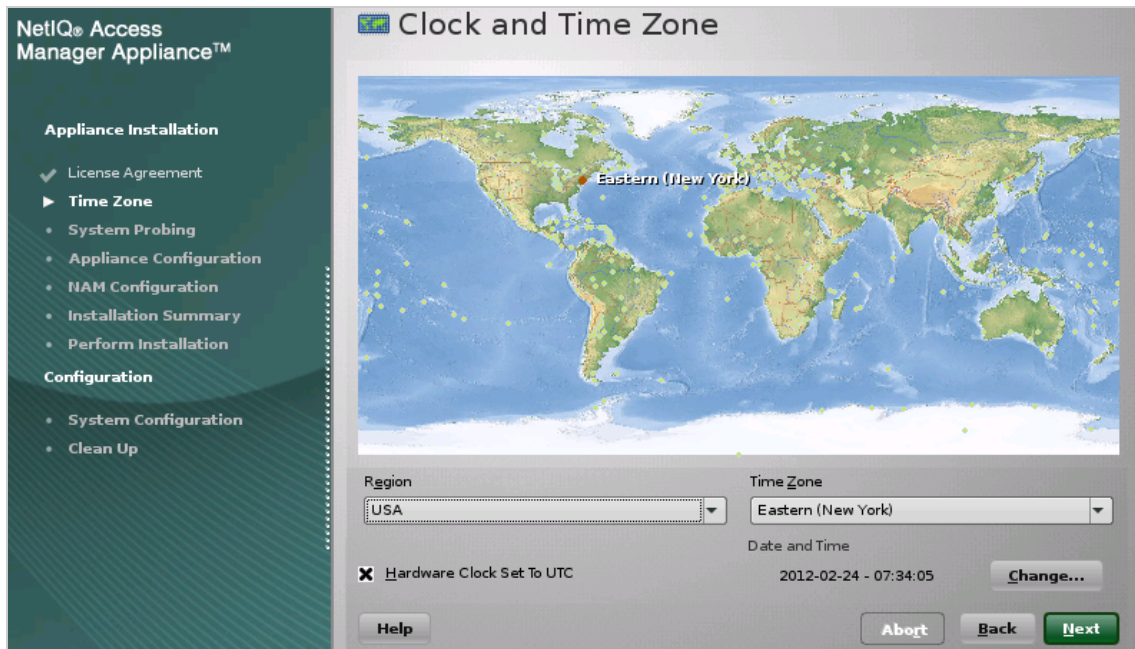 NetIQ® Access
Manager Appliance™
Appliance Installation
License Agreement
Time Zone
System Probing
Appliance Configuration
NAM Configuration
Installation Summary
Perform Installation
Configuration
System Configuration
Clean Up
Clock and Time Zone
Eastern (New York)
Region
Time Zone
USA
Eastern (New York)
Date and Time
Hardware Clock Set To UTC
2012-02-24 - 07:34:05
Change...
Help
Abort
Back
Next